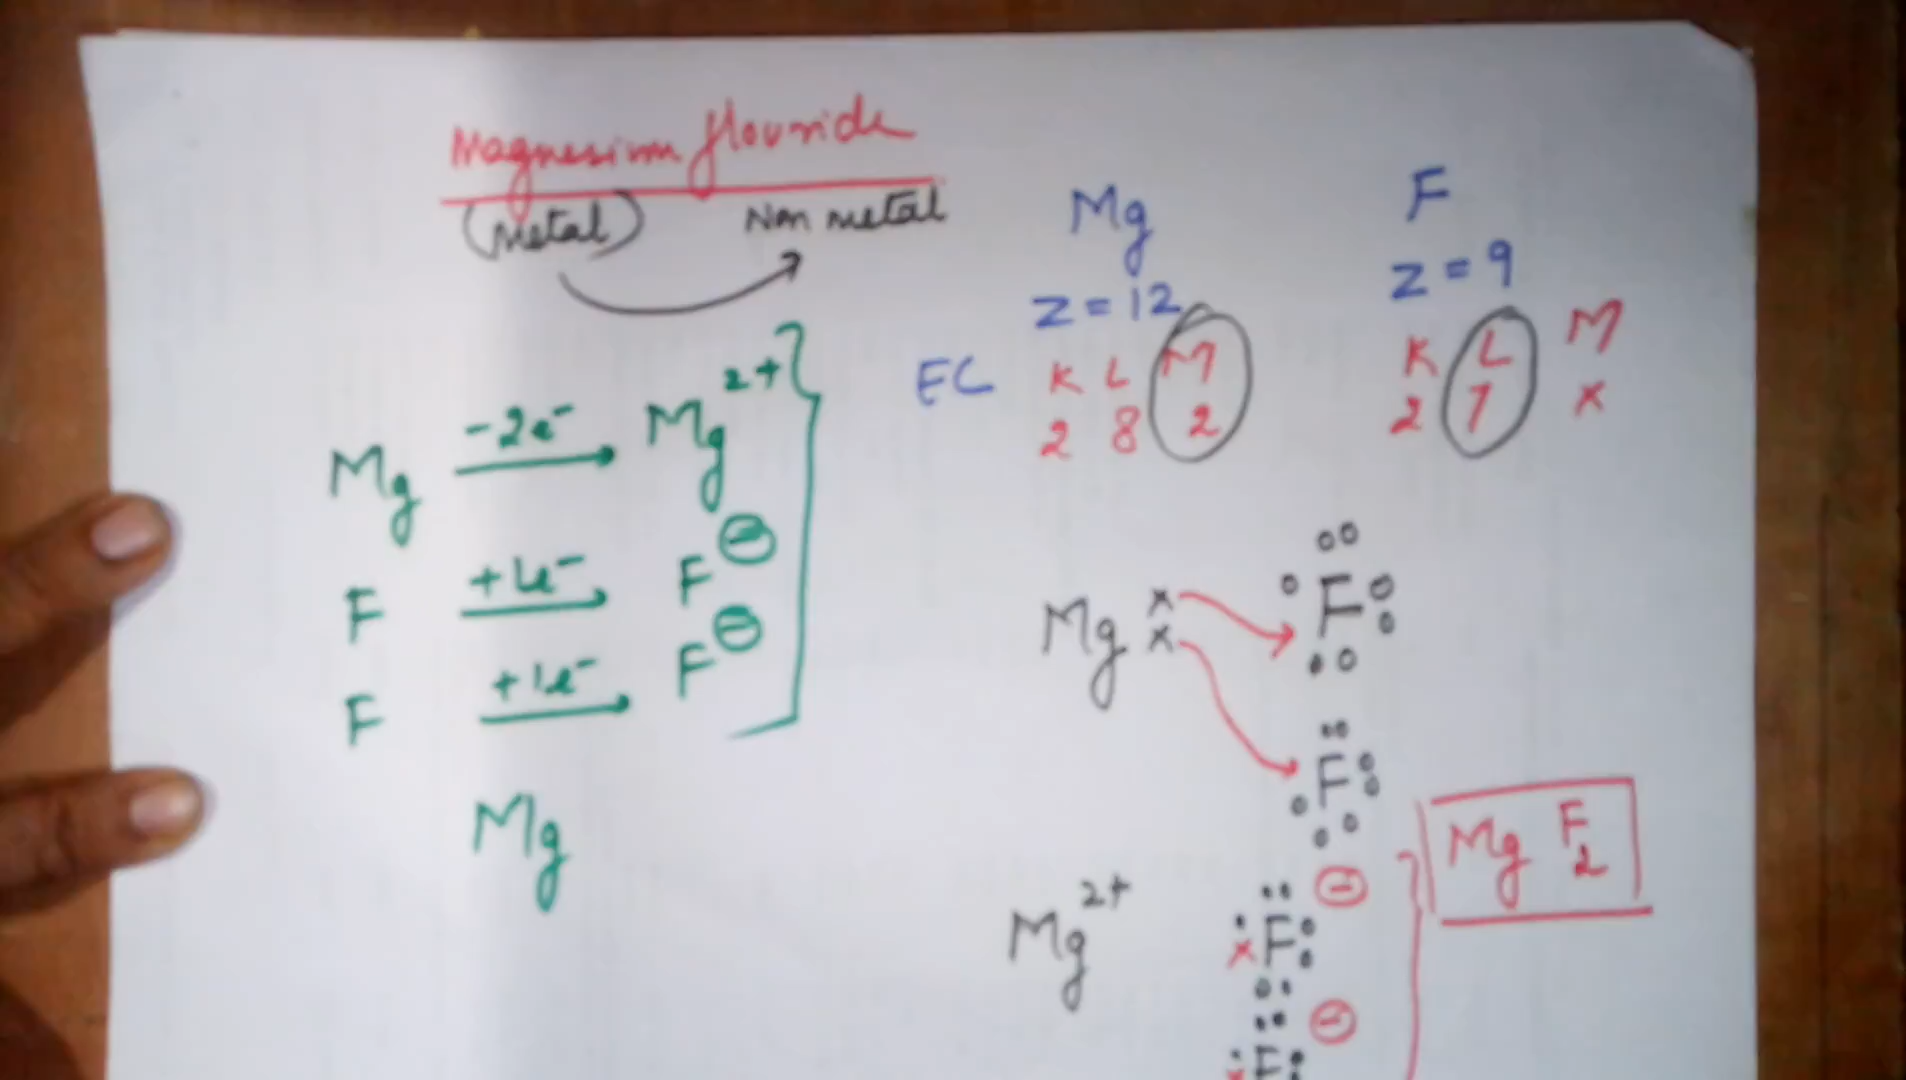 Magnesium flouride
(Metal) Non metal
Mg -2e⁻ Mg²⁺
F +1e⁻ F⊖
F +1e⁻ F⊖
Mg
Mg F
Z = 12 Z = 9
EC K L M K L M
2 8 2 2 7 x
Mg x x F
F
Mg F₂
Mg²⁺ x F ⊖
x F ⊖